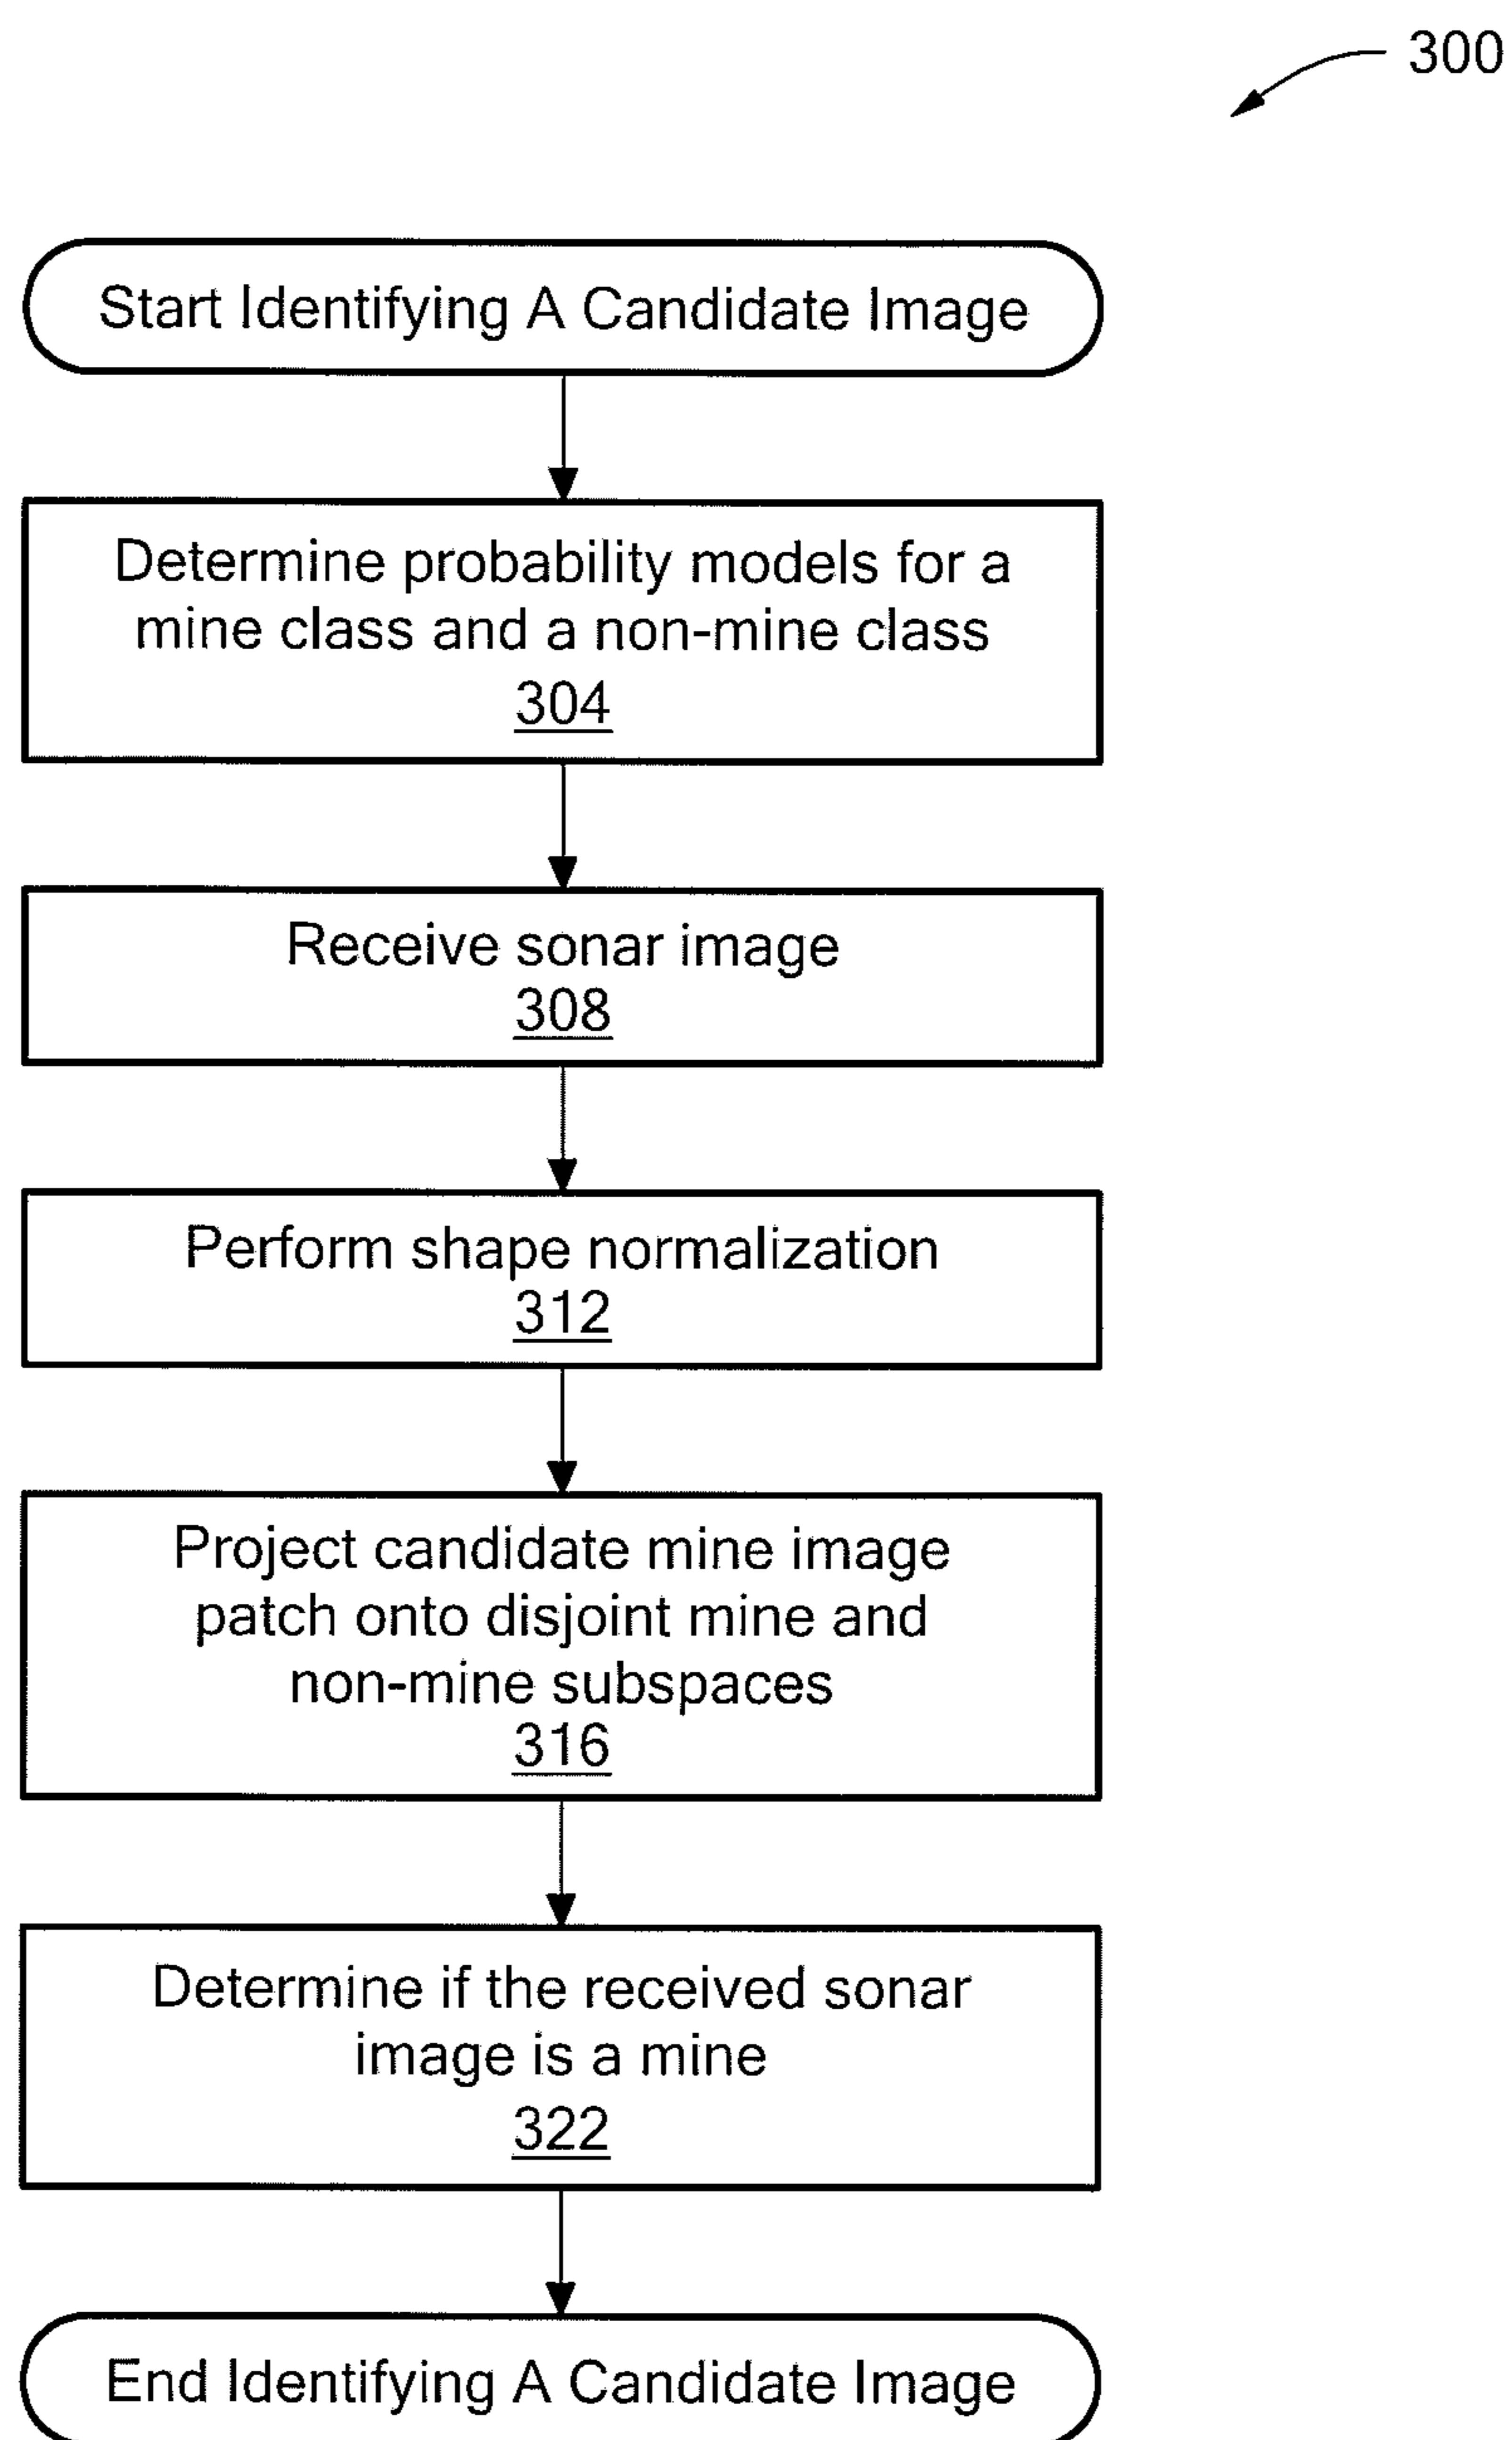 300
Start Identifying A Candidate Image
Determine probability models for a
mine class and a non-mine class
304
Receive sonar image
308
Perform shape normalization
312
Project candidate mine image
patch onto disjoint mine and
non-mine subspaces
316
Determine if the received sonar
image is a mine
322
End Identifying A Candidate Image